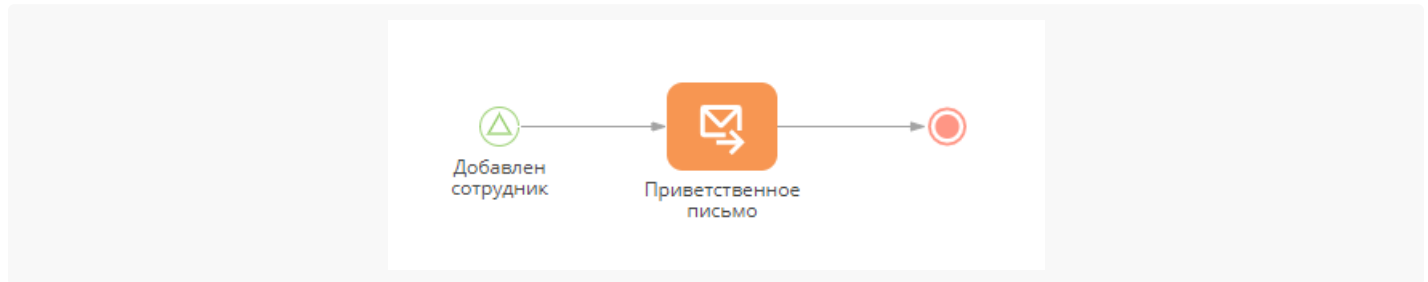 Добавлен
сотрудник
Приветственное
письмо